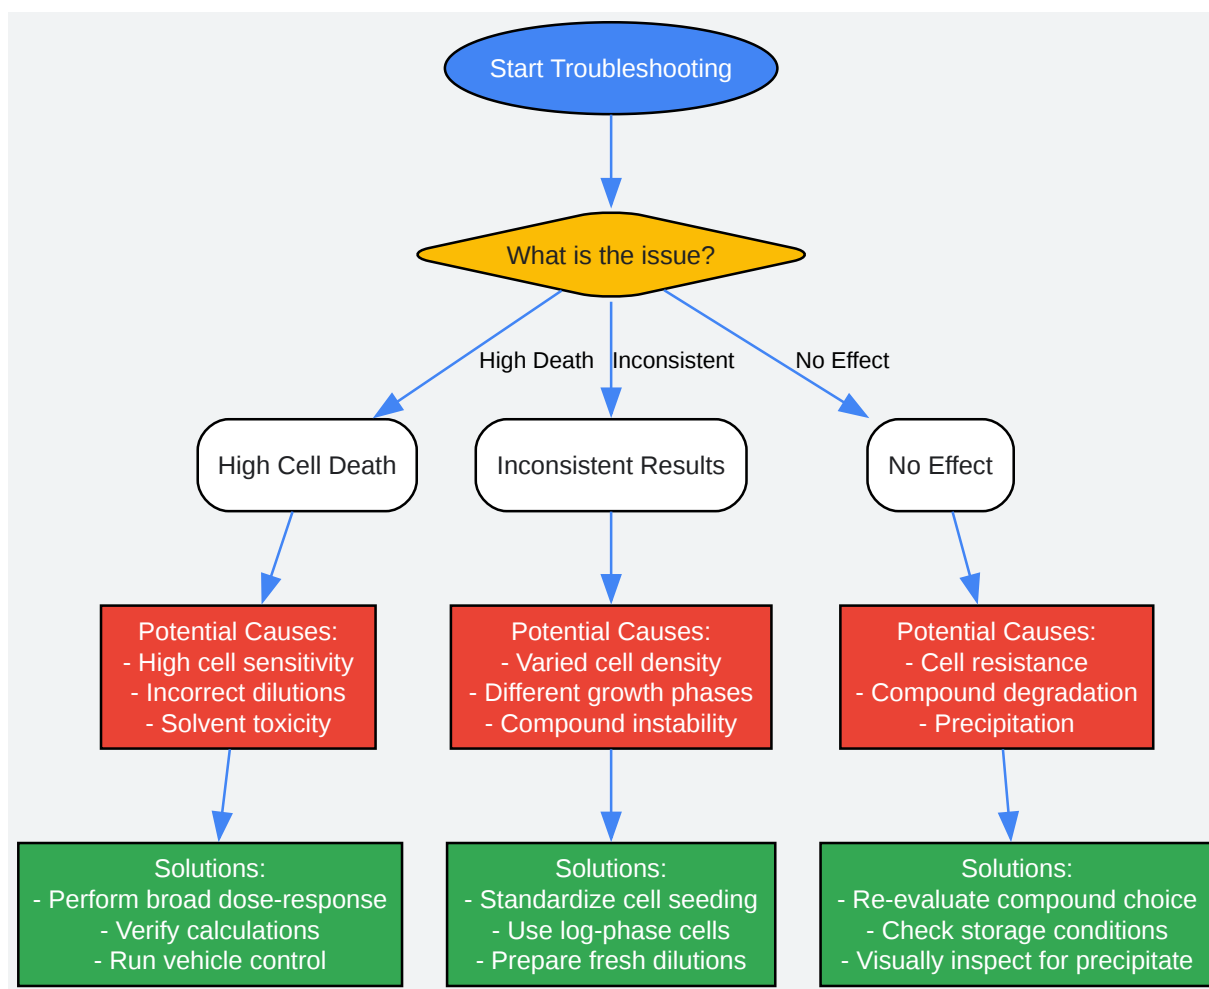 Start Troubleshooting
What is the issue?
High Death
Inconsistent
No Effect
High Cell Death
Inconsistent Results
No Effect
Potential Causes:
- High cell sensitivity
- Incorrect dilutions
- Solvent toxicity
Potential Causes:
- Varied cell density
- Different growth phases
- Compound instability
Potential Causes:
- Cell resistance
- Compound degradation
- Precipitation
Solutions:
- Perform broad dose-response
- Verify calculations
- Run vehicle control
Solutions:
- Standardize cell seeding
- Use log-phase cells
- Prepare fresh dilutions
Solutions:
- Re-evaluate compound choice
- Check storage conditions
- Visually inspect for precipitate